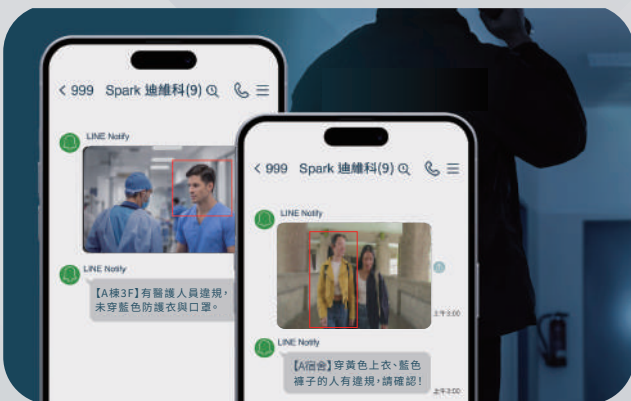 < 999 Spark 迪維科(9)
LINE Notify
LINE Notify
【A棟3F】有醫護人員違規,
未穿藍色防護衣與口罩。
< 999 Spark 迪維科(9)
LINE Notify
上午3:00
LINE Notify
【A宿舍】穿黃色上衣、藍色
褲子的人有違規,請確認!
上午3:00